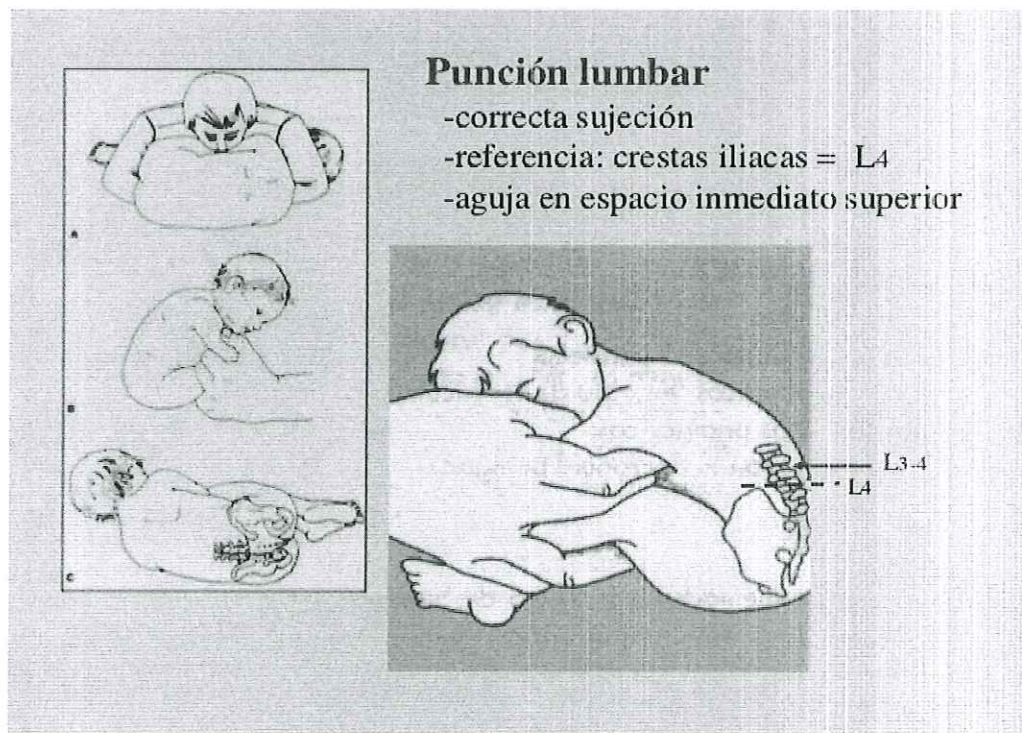 Punción lumbar
-correcta sujeción
-referencia: crestas iliacas = L4
-aguja en espacio inmediato superior
A
B
C
L3-4
L4